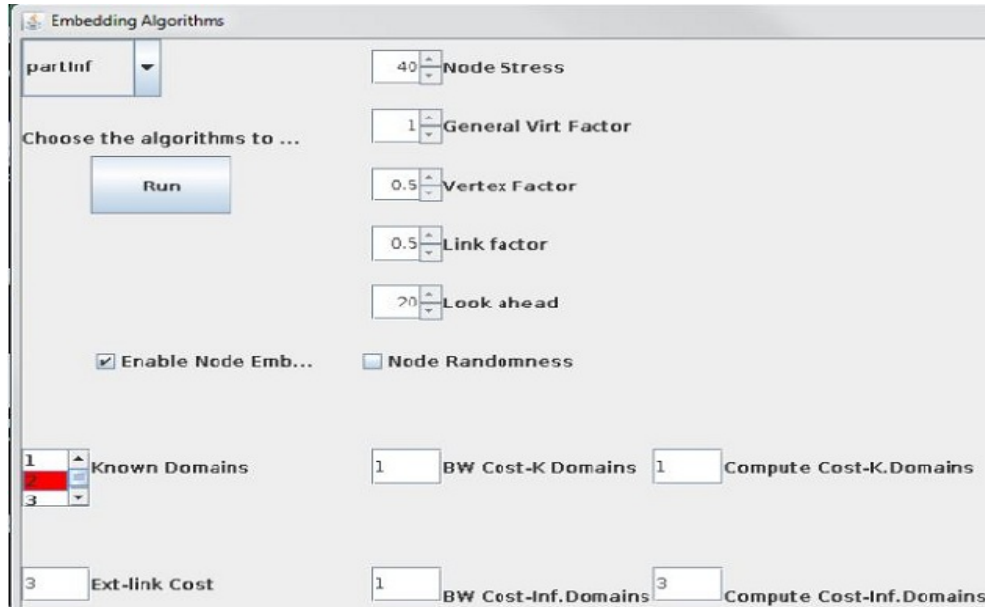 Embedding Algorithms
partInf
40 Node Stress
Choose the algorithms to ...
1 General Virt Factor
Run
0.5 Vertex Factor
0.5 Link factor
20 Look ahead
Enable Node Emb... Node Randomness
1
2 Known Domains 1 BW Cost-K Domains 1 Compute Cost-K.Domains
3
3 Ext-link Cost 1 BW Cost-Inf.Domains 3 Compute Cost-Inf.Domains